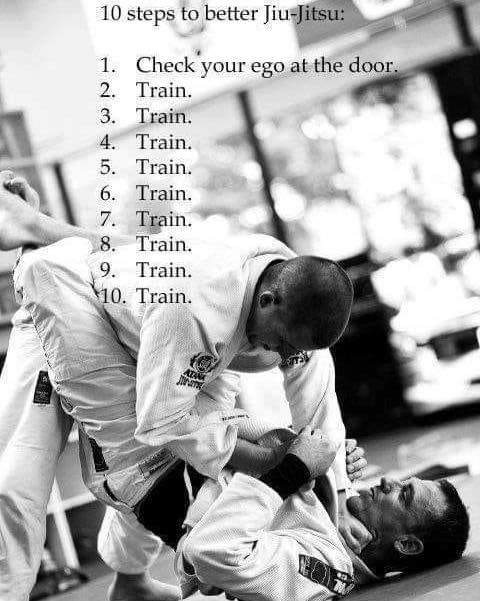 10 steps to better Jiu-Jitsu:
1. Check your ego at the door.
2. Train.
3. Train.
4. Train.
5. Train.
6. Train.
7. Train.
8. Train.
9. Train.
10. Train.